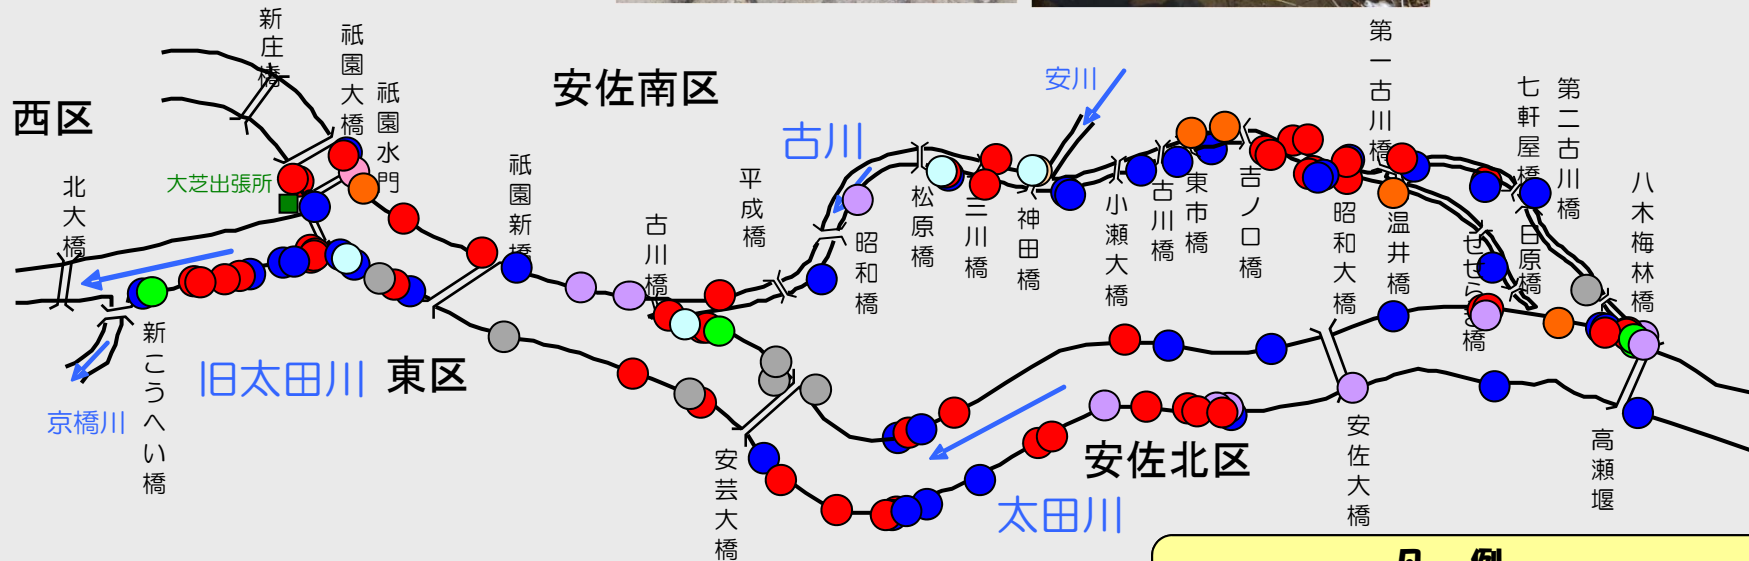 新庄橋
祇園大橋
祇園水門
西区
安佐南区
大芝出張所
北大橋
祇園新橋
古川橋
平成橋
古川
昭和橋
松原橋
三川橋
神田橋
安川
小瀬大橋
古川橋
東市橋
吉ノ口橋
昭和大橋
第一古川橋
温井橋
せせらぎ橋
七軒屋橋
日原橋
第二古川橋
八木梅林橋
新こうへい橋
京橋川
旧太田川
東区
安芸大橋
太田川
安佐北区
安佐大橋
高瀬堰
凡 例